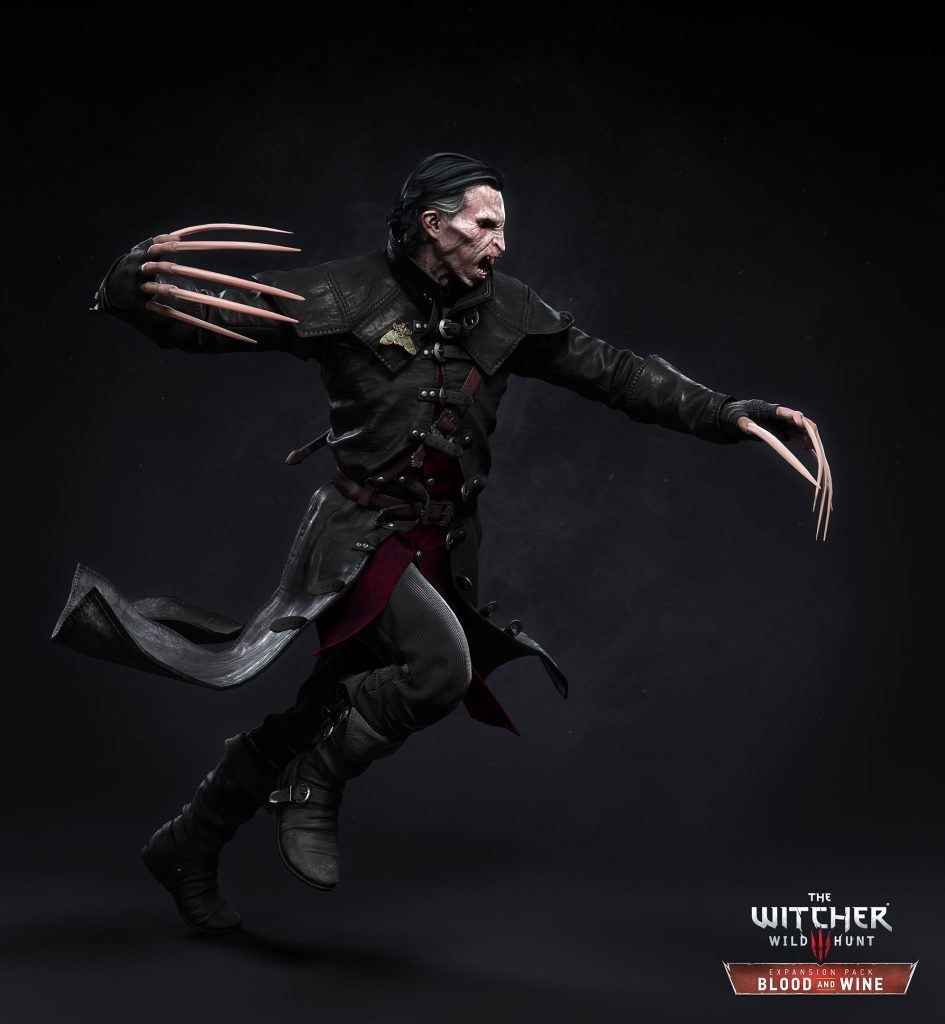 THE
WITCHER
WILD HUNT
EXPANSION PACK
BLOOD AND WINE